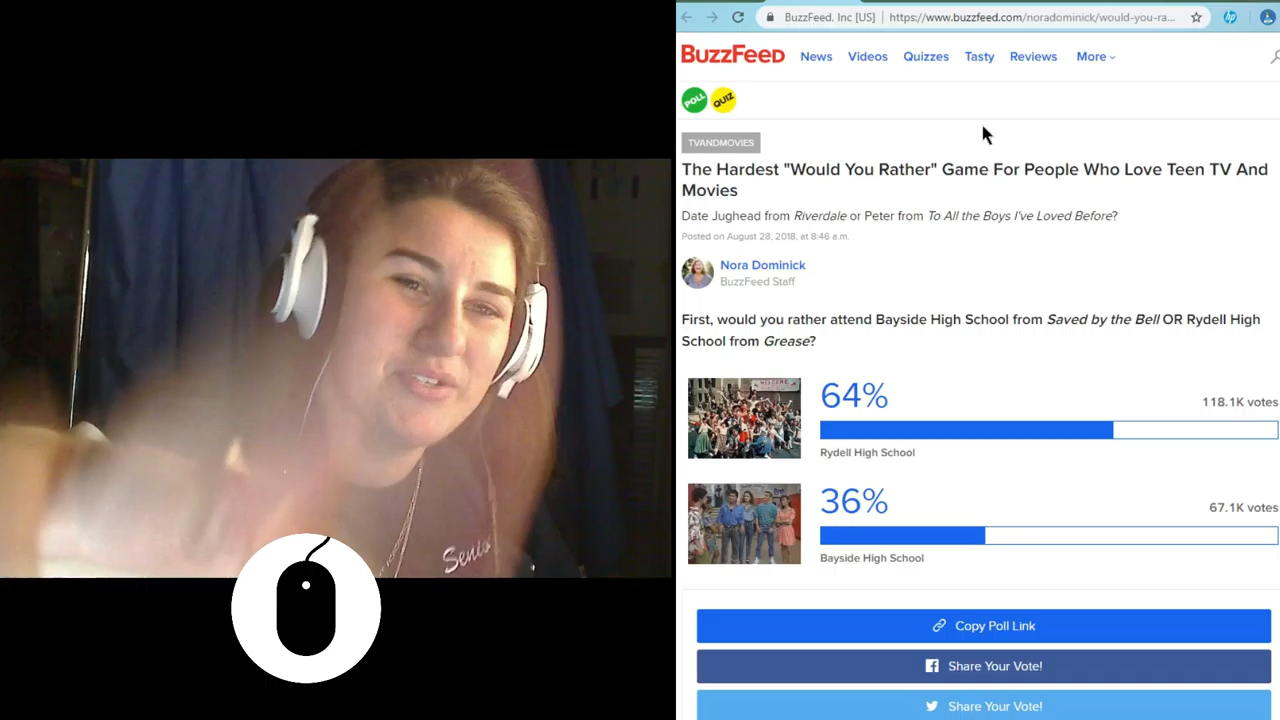 BuzzFeed, Inc [US] | https://www.buzzfeed.com/noradominick/would-you-ra...
BuzzFeed News Videos Quizzes Tasty Reviews More
POLL QUIZ
TVANDMOVIES
The Hardest "Would You Rather" Game For People Who Love Teen TV And
Movies
Date Jughead from Riverdale or Peter from To All the Boys I've Loved Before?
Posted on August 28, 2018, at 8:46 a.m.
Nora Dominick
BuzzFeed Staff
First, would you rather attend Bayside High School from Saved by the Bell OR Rydell High
School from Grease?
WELCOME
64%
118.1K votes
Rydell High School
36%
67.1K votes
Bayside High School
Copy Poll Link
Share Your Vote!
Share Your Vote!
hp